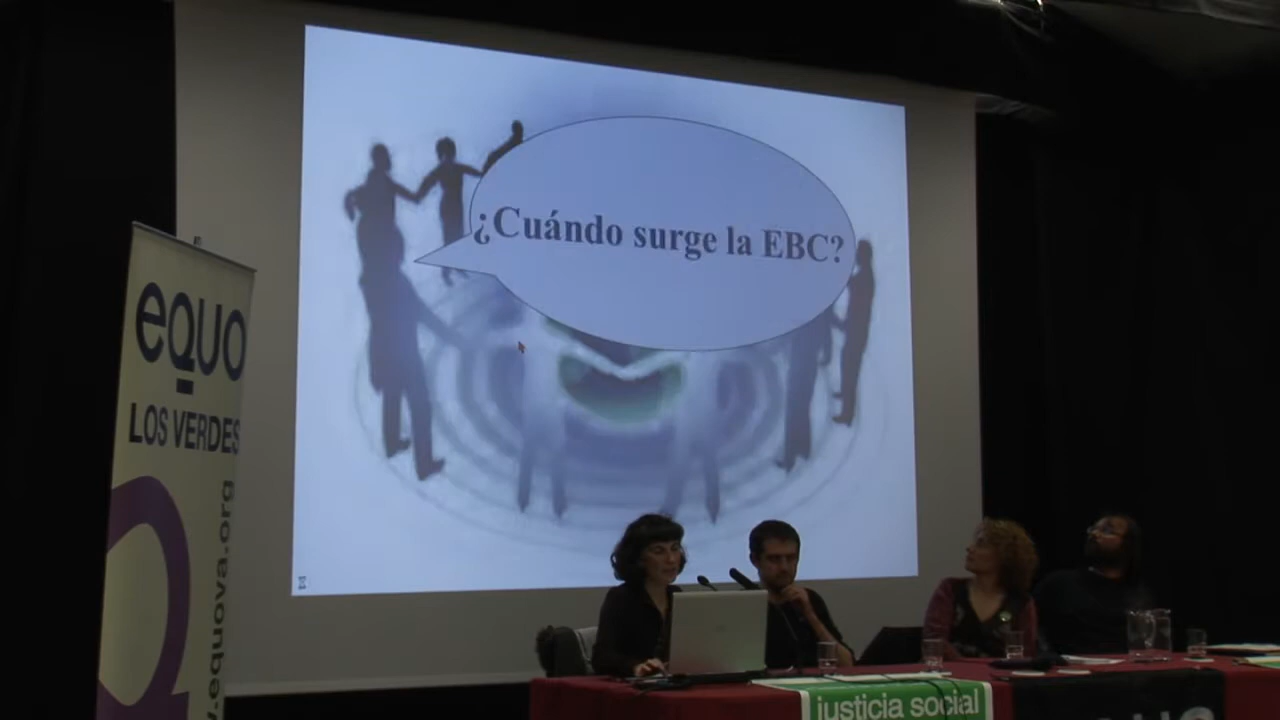 ¿Cuándo surge la EBC?
eQUO
LOS VERDES
.equova.org
justicia social